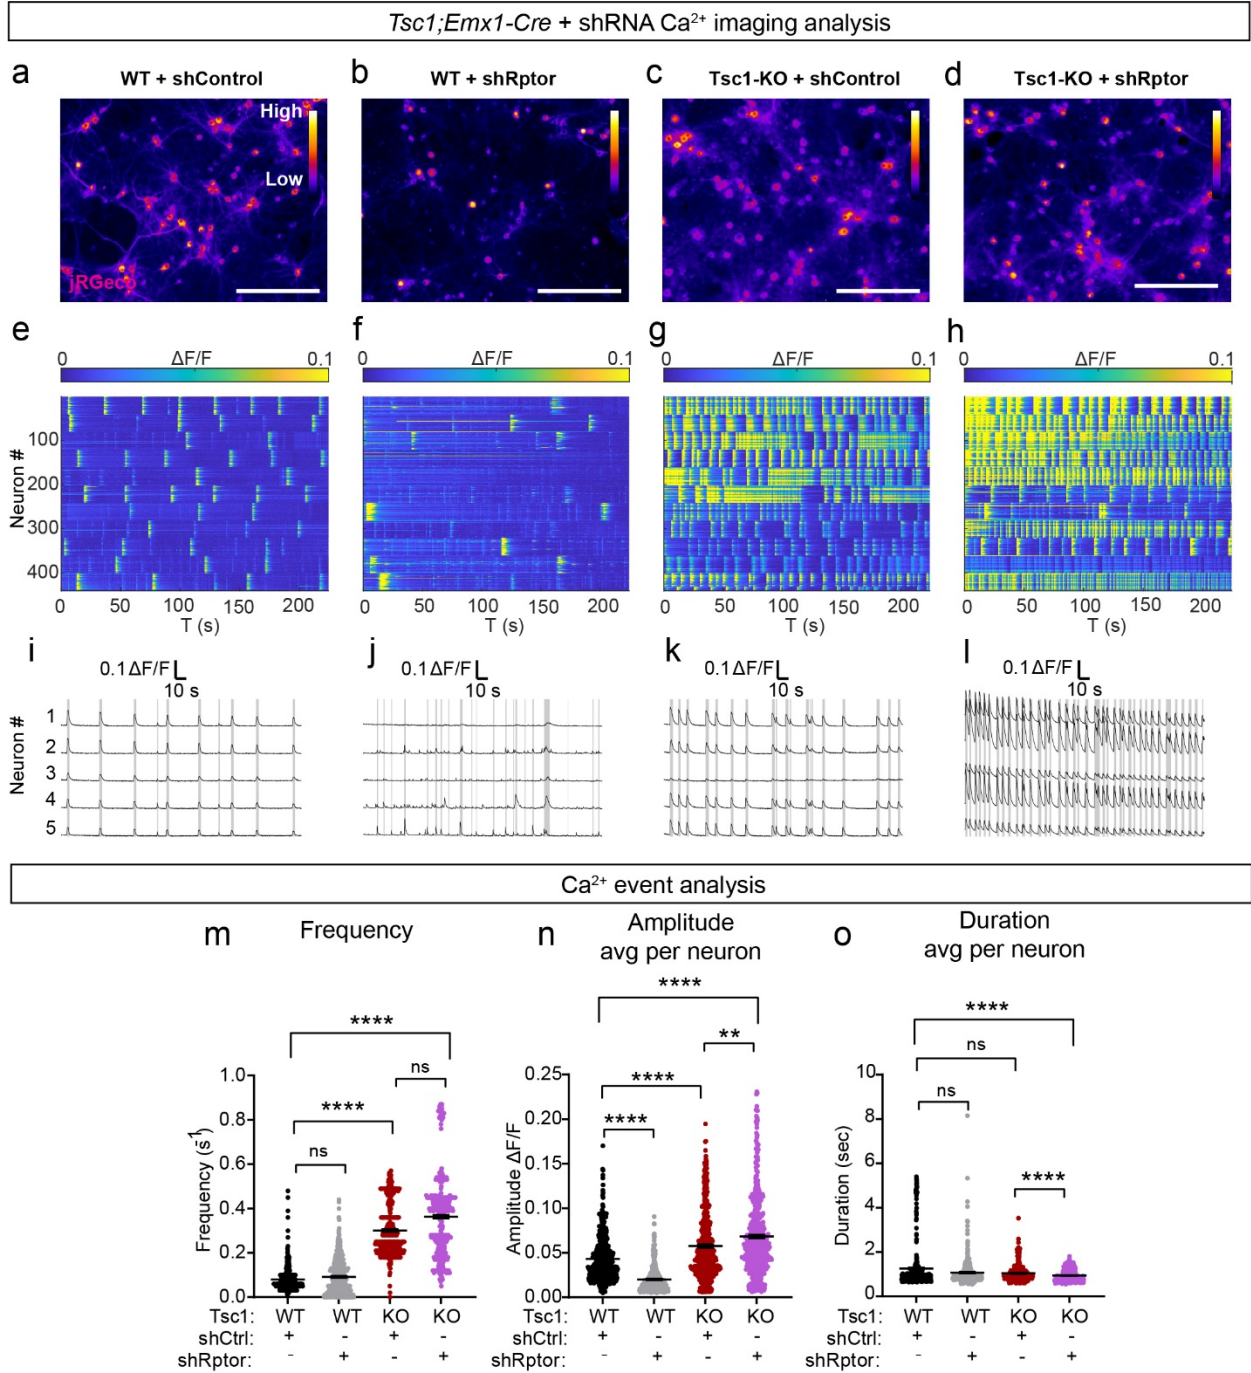 Tsc1;Emx1-Cre + shRNA Ca²⁺ imaging analysis
a WT + shControl
b WT + shRptor
c Tsc1-KO + shControl
d Tsc1-KO + shRptor
High
Low
jRGeco
e f g h
0 ΔF/F 0.1
0 ΔF/F 0.1
0 ΔF/F 0.1
0 ΔF/F 0.1
Neuron #
100
200
300
400
0 50 100 150 200
0 50 100 150 200
0 50 100 150 200
0 50 100 150 200
T (s)
T (s)
T (s)
T (s)
i j k l
0.1 ΔF/F
0.1 ΔF/F
0.1 ΔF/F
0.1 ΔF/F
10 s
10 s
10 s
10 s
Neuron #
1
2
3
4
5
Ca²⁺ event analysis
m Frequency
****
ns
****
ns
Frequency (s⁻¹)
1.0
0.8
0.6
0.4
0.2
0.0
n Amplitude
avg per neuron
****
**
****
****
Amplitude ΔF/F
0.25
0.20
0.15
0.10
0.05
0.00
o Duration
avg per neuron
****
ns
ns
****
Duration (sec)
10
8
6
4
2
0
Tsc1: WT WT KO KO
shCtrl: + - + -
shRptor: - + - +
Tsc1: WT WT KO KO
shCtrl: + - + -
shRptor: - + - +
Tsc1: WT WT KO KO
shCtrl: + - + -
shRptor: - + - +